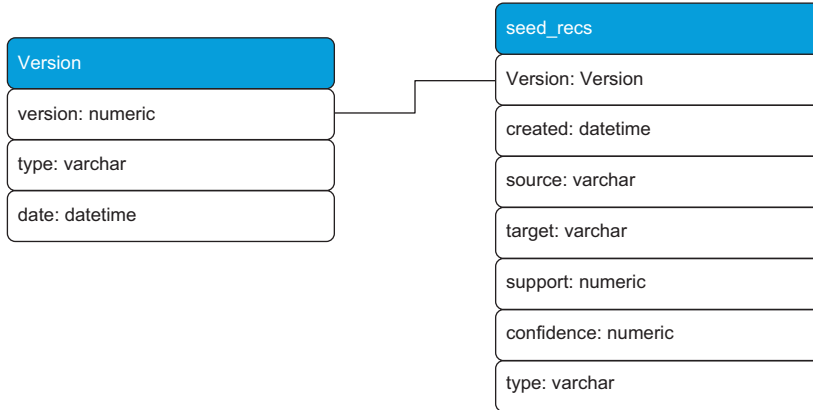 Version
version: numeric
type: varchar
date: datetime
seed_recs
Version: Version
created: datetime
source: varchar
target: varchar
support: numeric
confidence: numeric
type: varchar